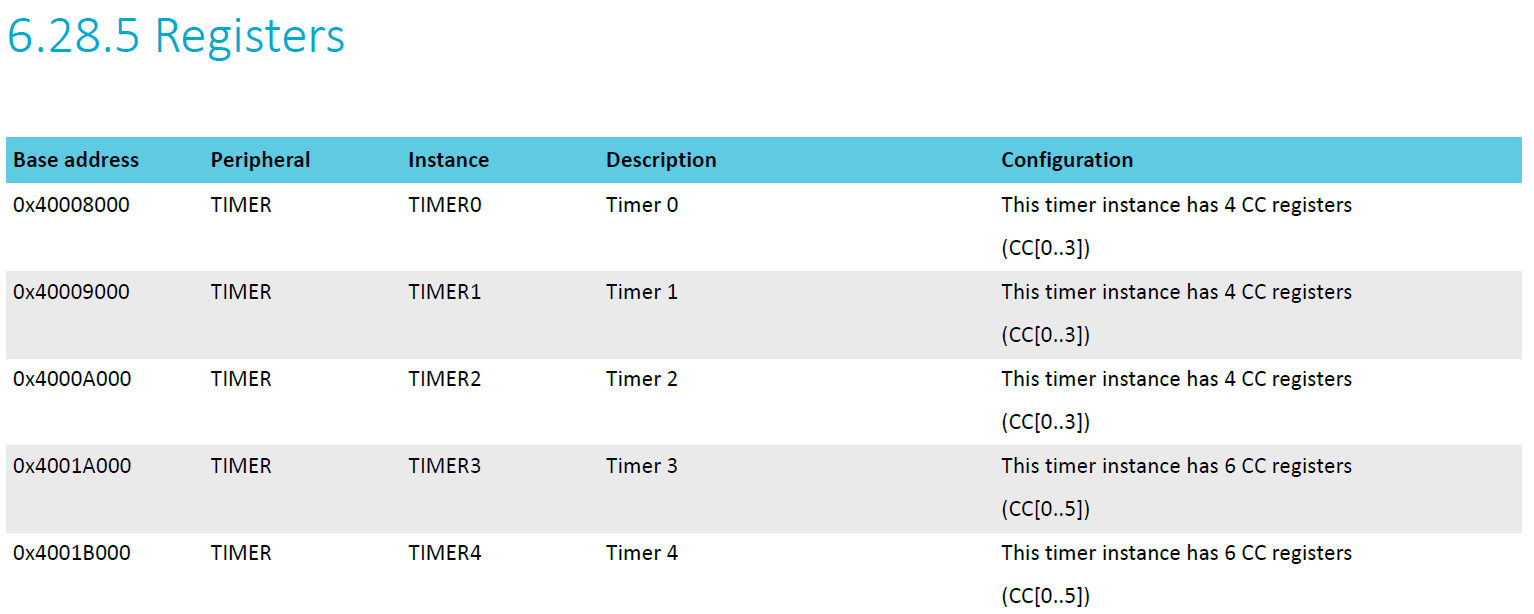 6.28.5 Registers
Base address Peripheral Instance Description Configuration
0x40008000 TIMER TIMER0 Timer 0 This timer instance has 4 CC registers
(CC[0..3])
0x40009000 TIMER TIMER1 Timer 1 This timer instance has 4 CC registers
(CC[0..3])
0x4000A000 TIMER TIMER2 Timer 2 This timer instance has 4 CC registers
(CC[0..3])
0x4001A000 TIMER TIMER3 Timer 3 This timer instance has 6 CC registers
(CC[0..5])
0x4001B000 TIMER TIMER4 Timer 4 This timer instance has 6 CC registers
(CC[0..5])